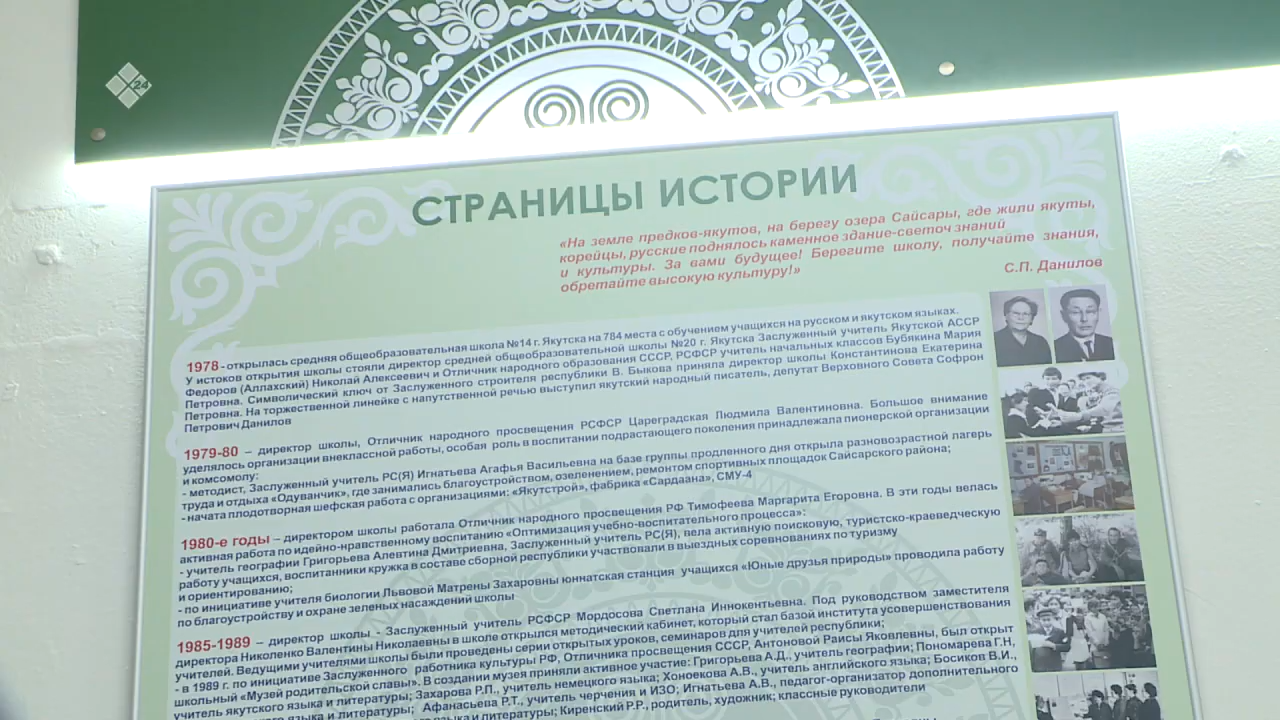 24
СТРАНИЦЫ ИСТОРИИ
«На земле предков-якутов, на берегу озера Сайсары, где жили якуты,
корейцы, русские поднялось каменное здание-светоч знаний
и культуры. За вами будущее! Берегите школу, получайте знания,
обретайте высокую культуру!»
С.П. Данилов
1978 - открылась средняя общеобразовательная школа №14 г. Якутска на 784 места с обучением учащихся на русском и якутском языках.
У истоков открытия школы стояли директор средней общеобразовательной школы №20 г. Якутска Заслуженный учитель Якутской АССР
Федоров (Аллахский) Николай Алексеевич и Отличник народного образования СССР, РСФСР учитель начальных классов Бубякина Мария
Петровна. Символический ключ от Заслуженного строителя республики В. Быкова приняла директор школы Константинова Екатерина
Петровна. На торжественной линейке с напутственной речью выступил якутский народный писатель, депутат Верховного Совета Софрон
Петрович Данилов
1979-80 – директор школы, Отличник народного просвещения РСФСР Цареградская Людмила Валентиновна. Большое внимание
уделялось организации внеклассной работы, особая роль в воспитании подрастающего поколения принадлежала пионерской организации
и комсомолу:
- методист, Заслуженный учитель РС(Я) Игнатьева Агафья Васильевна на базе группы продленного дня открыла разновозрастной лагерь
труда и отдыха «Одуванчик», где занимались благоустройством, озеленением, ремонтом спортивных площадок Сайсарского района;
- начата плодотворная шефская работа с организациями: «Якутстрой», фабрика «Сардаана», СМУ-4
1980-е годы – директором школы работала Отличник народного просвещения РФ Тимофеева Маргарита Егоровна. В эти годы велась
активная работа по идейно-нравственному воспитанию «Оптимизация учебно-воспитательного процесса»:
- учитель географии Григорьева Алевтина Дмитриевна, Заслуженный учитель РС(Я), вела активную поисковую, туристско-краеведческую
работу учащихся, воспитанники кружка в составе сборной республики участвовали в выездных соревнованиях по туризму
и ориентированию;
- по инициативе учителя биологии Львовой Матрены Захаровны юннатская станция учащихся «Юные друзья природы» проводила работу
по благоустройству и охране зеленых насаждений школы
1985-1989 – директор школы - Заслуженный учитель РСФСР Мордосова Светлана Иннокентьевна. Под руководством заместителя
директора Николенко Валентины Николаевны в школе открылся методический кабинет, который стал базой института усовершенствования
учителей. Ведущими учителями школы были проведены серии открытых уроков, семинаров для учителей республики;
- в 1989 г. по инициативе Заслуженного работника культуры РФ, Отличника просвещения СССР, Антоновой Раисы Яковлевны, был открыт
школьный «Музей родительской славы». В создании музея приняли активное участие: Григорьева А.Д., учитель географии; Пономарева Г.Н,
учитель якутского языка и литературы; Захарова Р.П., учитель немецкого языка; Хоноекова А.В., учитель английского языка; Босиков В.И.,
языка и литературы; Афанасьева Р.Т., учитель черчения и ИЗО; Игнатьева А.В., педагог-организатор дополнительного
языка и литературы; Киренский Р.Р., родитель, художник; классные руководители